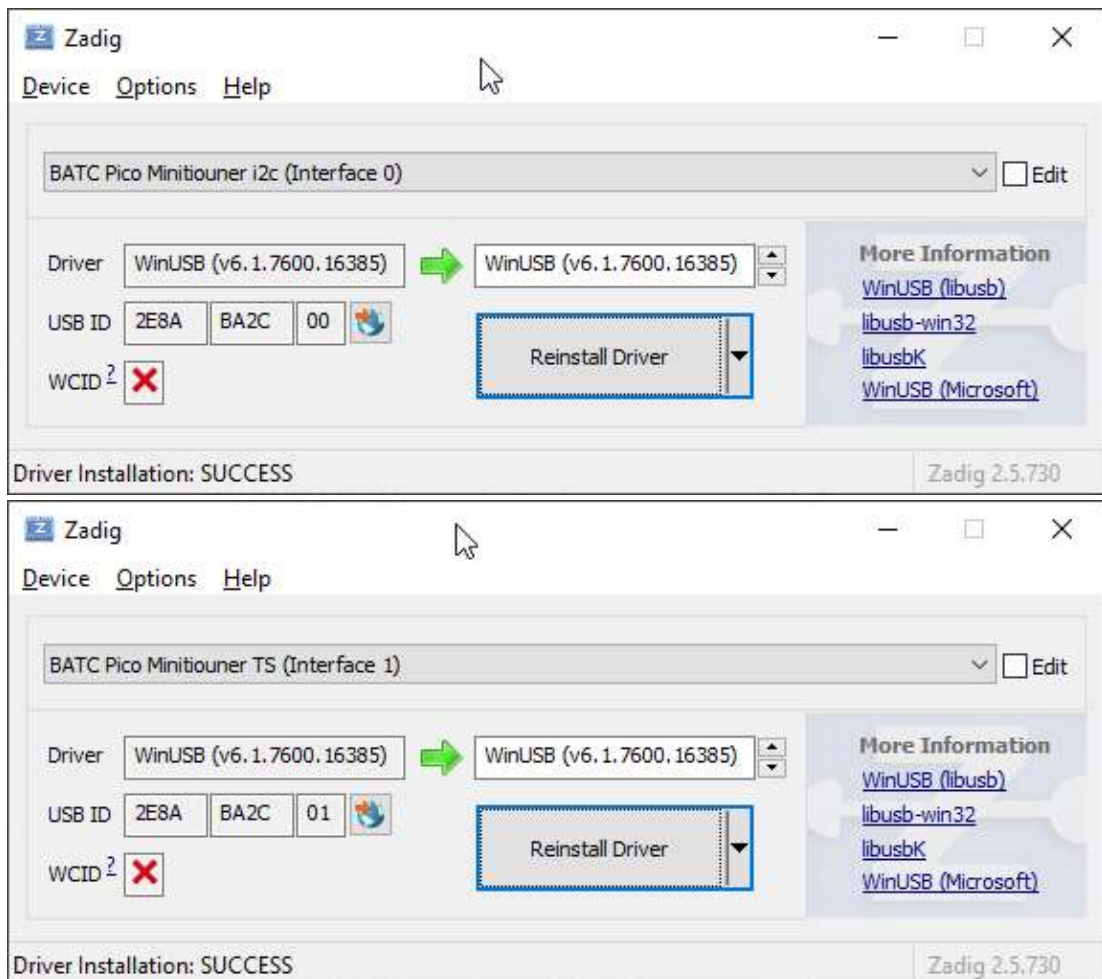 Zadig
Device Options Help
BATC Pico Minitiouner i2c (Interface 0)
Edit
Driver WinUSB (v6.1.7600.16385) WinUSB (v6.1.7600.16385)
USB ID 2E8A BA2C 00
WCID ?
Reinstall Driver
More Information
WinUSB (libusb)
libusb-win32
libusbK
WinUSB (Microsoft)
Driver Installation: SUCCESS Zadig 2.5.730
Zadig
Device Options Help
BATC Pico Minitiouner TS (Interface 1)
Edit
Driver WinUSB (v6.1.7600.16385) WinUSB (v6.1.7600.16385)
USB ID 2E8A BA2C 01
WCID ?
Reinstall Driver
More Information
WinUSB (libusb)
libusb-win32
libusbK
WinUSB (Microsoft)
Driver Installation: SUCCESS Zadig 2.5.730